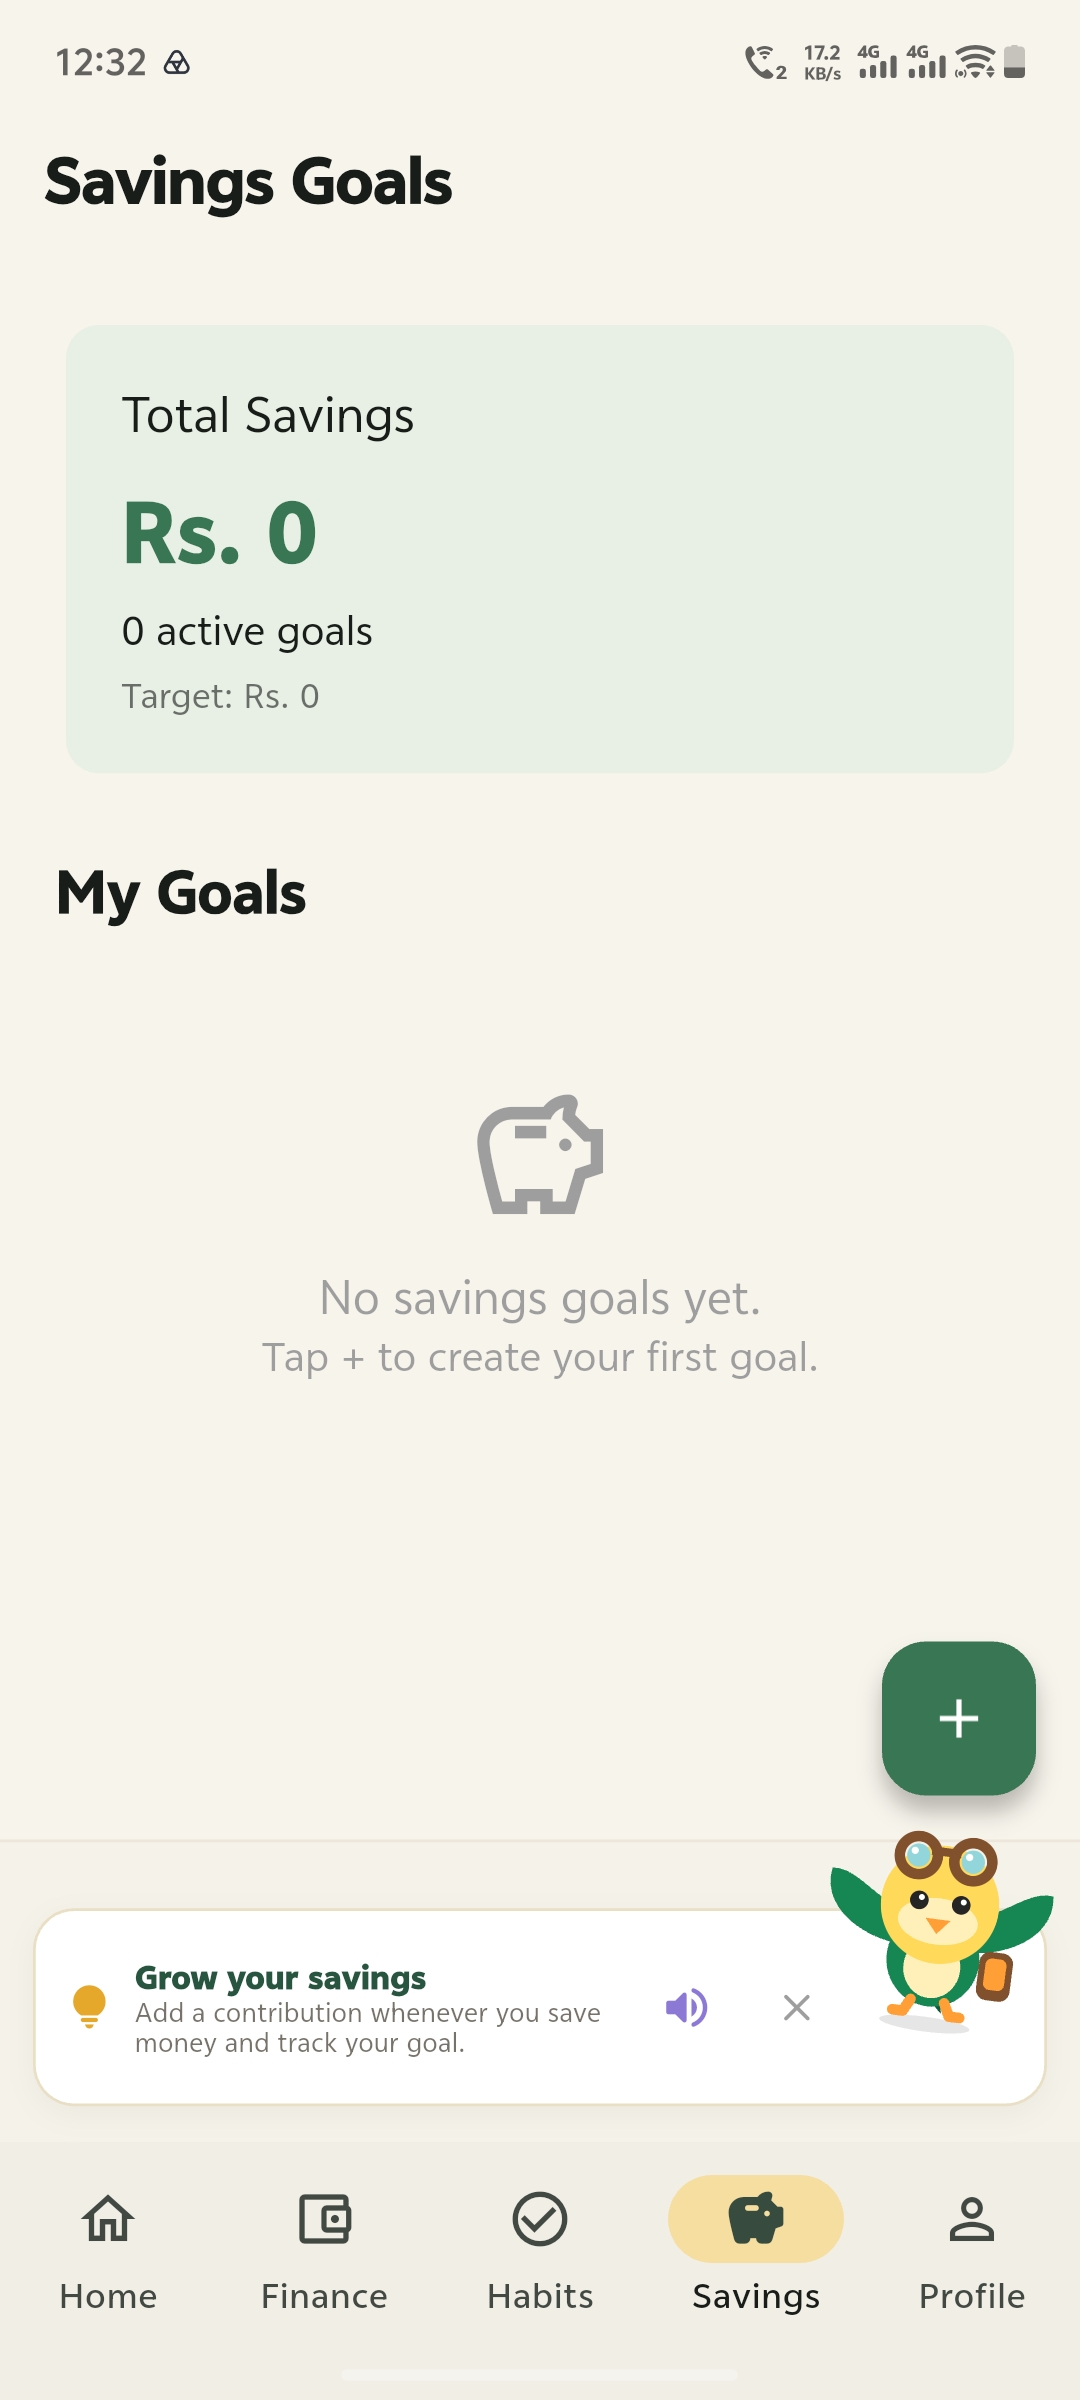 12:32
2
17.2
KB/s
4G
4G
Savings Goals
Total Savings
Rs. 0
0 active goals
Target: Rs. 0
My Goals
No savings goals yet.
Tap + to create your first goal.
Grow your savings
Add a contribution whenever you save
money and track your goal.
Home
Finance
Habits
Savings
Profile